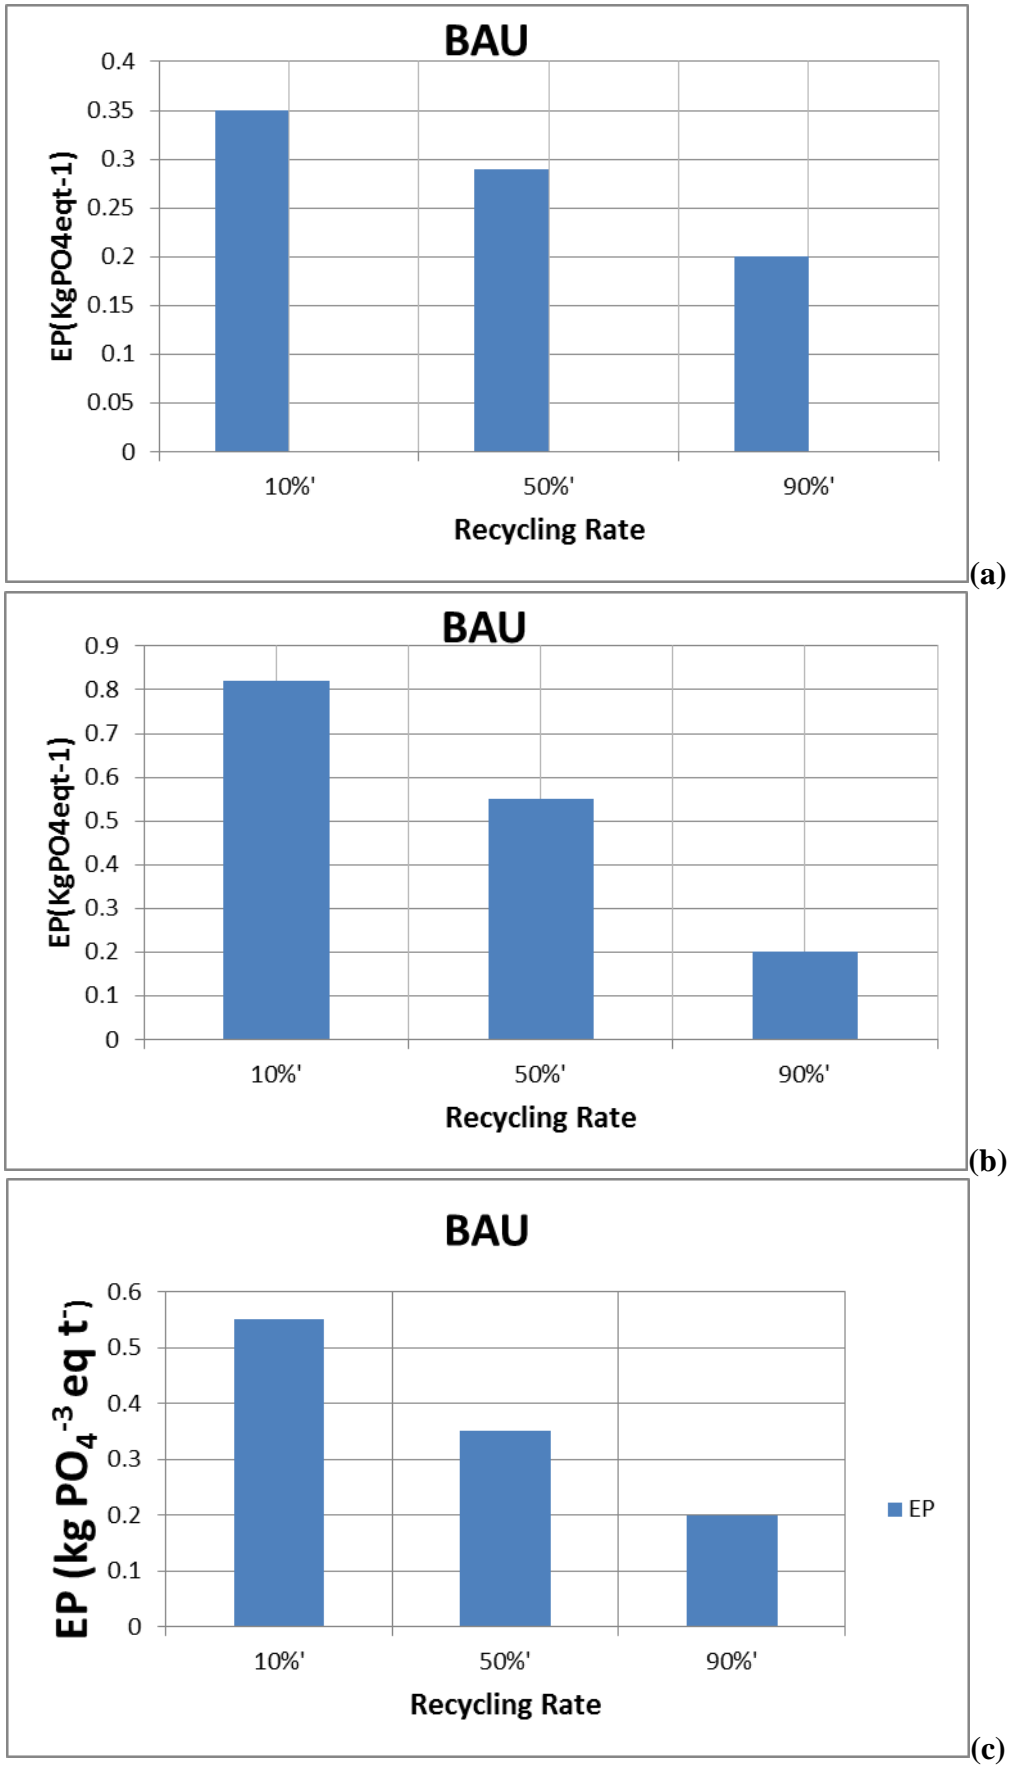 BAU
EP(KgPO4eqt-1)
0.4
0.35
0.3
0.25
0.2
0.15
0.1
0.05
0
10%' 50%' 90%'
Recycling Rate
(a)
BAU
EP(KgPO4eqt-1)
0.9
0.8
0.7
0.6
0.5
0.4
0.3
0.2
0.1
0
10%' 50%' 90%'
Recycling Rate
(b)
BAU
EP (kg PO₄⁻³ eq t⁻)
0.6
0.5
0.4
0.3
0.2
0.1
0
EP
10%' 50%' 90%'
Recycling Rate
(c)